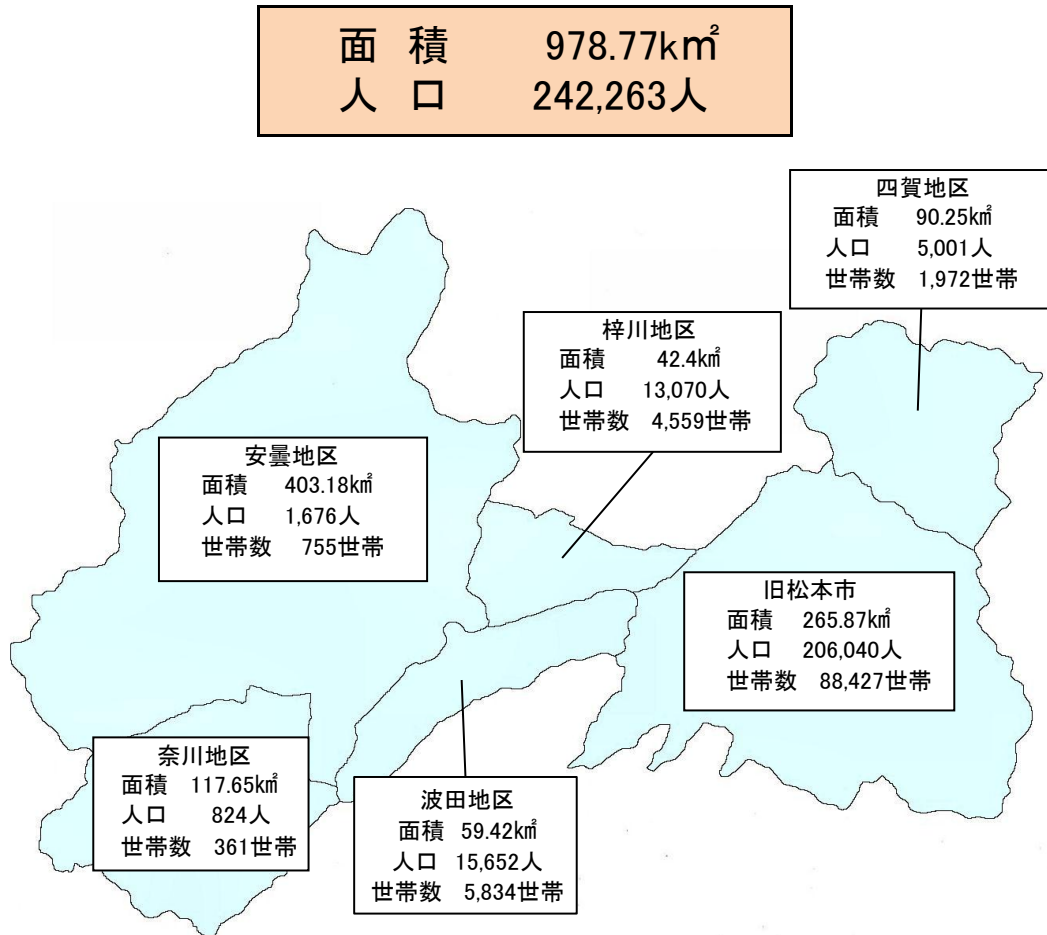 面 積 978.77k㎡
人 口 242,263人
四賀地区
面積 90.25k㎡
人口 5,001人
世帯数 1,972世帯
梓川地区
面積 42.4k㎡
人口 13,070人
世帯数 4,559世帯
安曇地区
面積 403.18k㎡
人口 1,676人
世帯数 755世帯
旧松本市
面積 265.87k㎡
人口 206,040人
世帯数 88,427世帯
奈川地区
面積 117.65k㎡
人口 824人
世帯数 361世帯
波田地区
面積 59.42k㎡
人口 15,652人
世帯数 5,834世帯